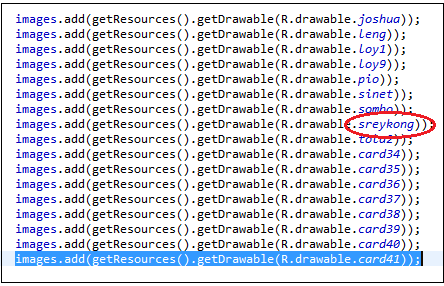 images.add(getResources().getDrawable(R.drawable.joshua));
images.add(getResources().getDrawable(R.drawable.leng));
images.add(getResources().getDrawable(R.drawable.loy1));
images.add(getResources().getDrawable(R.drawable.loy9));
images.add(getResources().getDrawable(R.drawable.pio));
images.add(getResources().getDrawable(R.drawable.sinet));
images.add(getResources().getDrawable(R.drawable.sombo));
images.add(getResources().getDrawable(R.drawable.sreykong));
images.add(getResources().getDrawable(R.drawable.tota2));
images.add(getResources().getDrawable(R.drawable.card34));
images.add(getResources().getDrawable(R.drawable.card35));
images.add(getResources().getDrawable(R.drawable.card36));
images.add(getResources().getDrawable(R.drawable.card37));
images.add(getResources().getDrawable(R.drawable.card38));
images.add(getResources().getDrawable(R.drawable.card39));
images.add(getResources().getDrawable(R.drawable.card40));
images.add(getResources().getDrawable(R.drawable.card41));